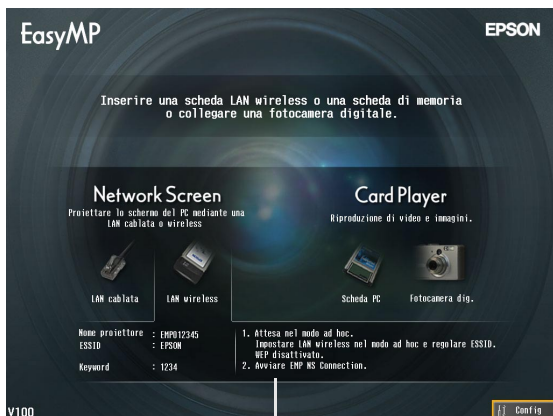 EasyMP
EPSON
Inserire una scheda LAN wireless o una scheda di memoria
o collegare una fotocamera digitale.
Network Screen
Proiettare lo schermo del PC mediante una
LAN cablata o wireless
LAN cablata
LAN wireless
Card Player
Riproduzione di video e immagini.
Scheda PC
Fotocamera dig.
Nome proiettore : EMP012345
ESSID : EPSON
Keyword : 1234
1. Attesa nel modo ad hoc.
Impostare LAN wireless nel modo ad hoc e regolare ESSID.
WEP disattivato.
2. Avviare EMP NS Connection.
V100
Config